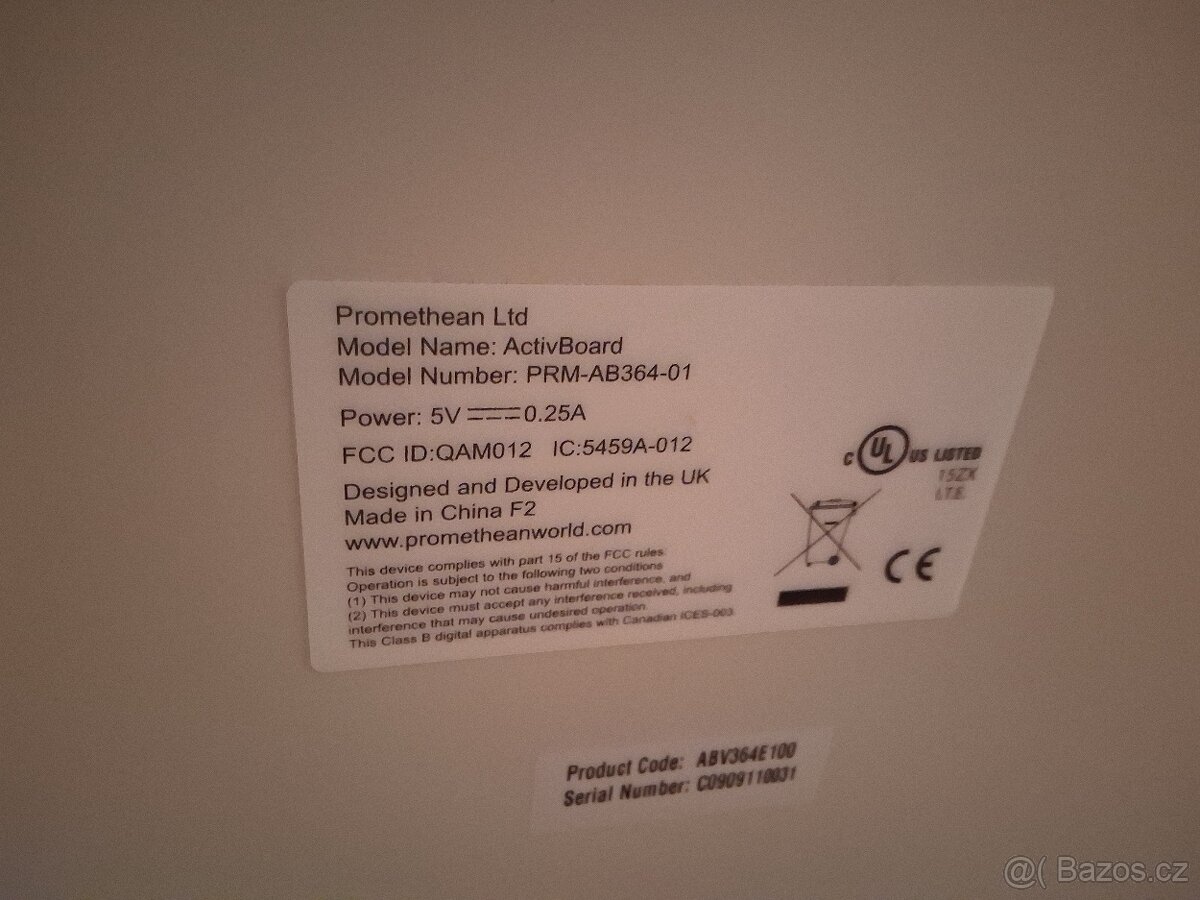 Promethean Ltd
Model Name: ActivBoard
Model Number: PRM-AB364-01
Power: 5V 0.25A
FCC ID:QAM012 IC:5459A-012
Designed and Developed in the UK
Made in China F2
www.prometheanworld.com
This device complies with part 15 of the FCC rules.
Operation is subject to the following two conditions
(1) This device may not cause harmful interference, and
(2) This device must accept any interference received, including
interference that may cause undesired operation.
This Class B digital apparatus complies with Canadian ICES-003.
C UL US LISTED
15ZX
I.T.E.
CE
Product Code: ABV364E100
Serial Number: C0909110031
@( Bazos.cz